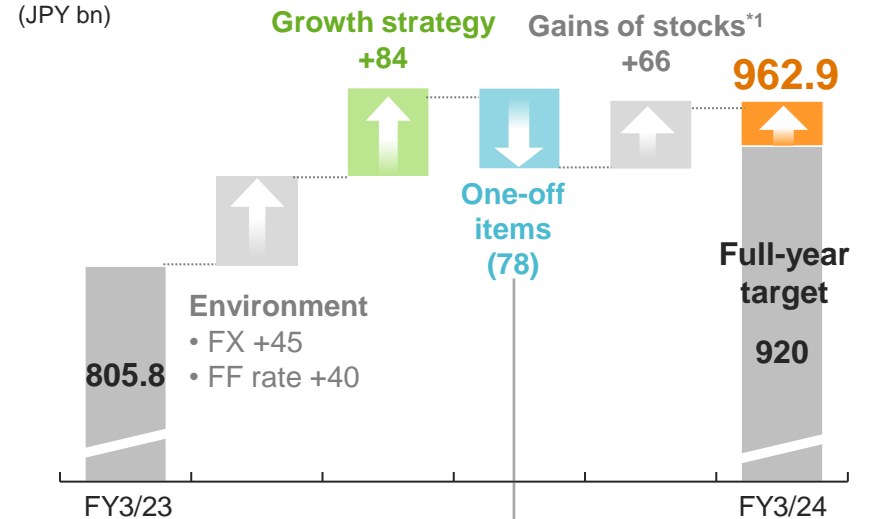 (JPY bn)
Growth strategy
+84
Gains of stocks*1
+66
962.9
One-off
items
(78)
Full-year
target
920
Environment
• FX +45
• FF rate +40
805.8
FY3/23
FY3/24